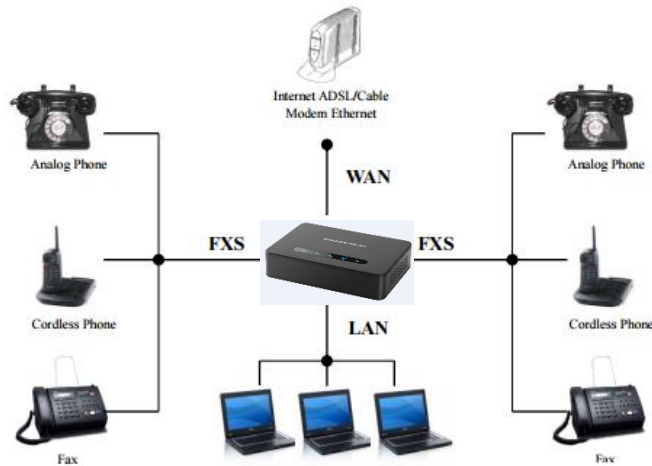 Internet ADSL/Cable
Modem Ethernet
Analog Phone
Analog Phone
WAN
FXS
FXS
LAN
Cordless Phone
Cordless Phone
Fax
Fax